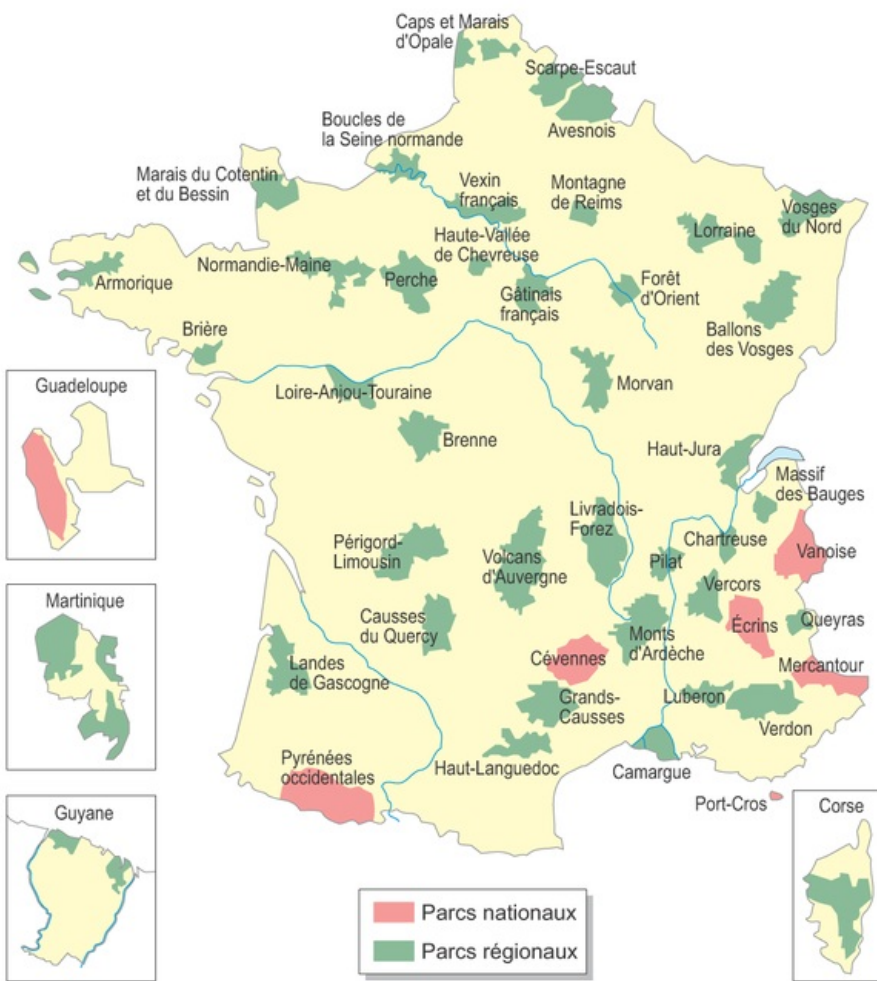 Caps et Marais
d'Opale
Scarpe-Escaut
Avesnois
Boucles de
la Seine normande
Marais du Cotentin
et du Bessin
Vexin
français
Montagne
de Reims
Vosges
du Nord
Lorraine
Haute-Vallée
de Chevreuse
Normandie-Maine
Armorique
Perche
Gâtinais
français
Forêt
d'Orient
Ballons
des Vosges
Brière
Guadeloupe
Loire-Anjou-Touraine
Morvan
Brenne
Haut-Jura
Massif
des Bauges
Livradois-
Forez
Périgord-
Limousin
Volcans
d'Auvergne
Chartreuse
Vanoise
Pilat
Vercors
Martinique
Causses
du Quercy
Monts
d'Ardèche
Écrins
Queyras
Cévennes
Mercantour
Landes
de Gascogne
Grands-
Causses
Luberon
Verdon
Haut-Languedoc
Camargue
Pyrénées
occidentales
Port-Cros
Guyane
Corse
Parcs nationaux
Parcs régionaux